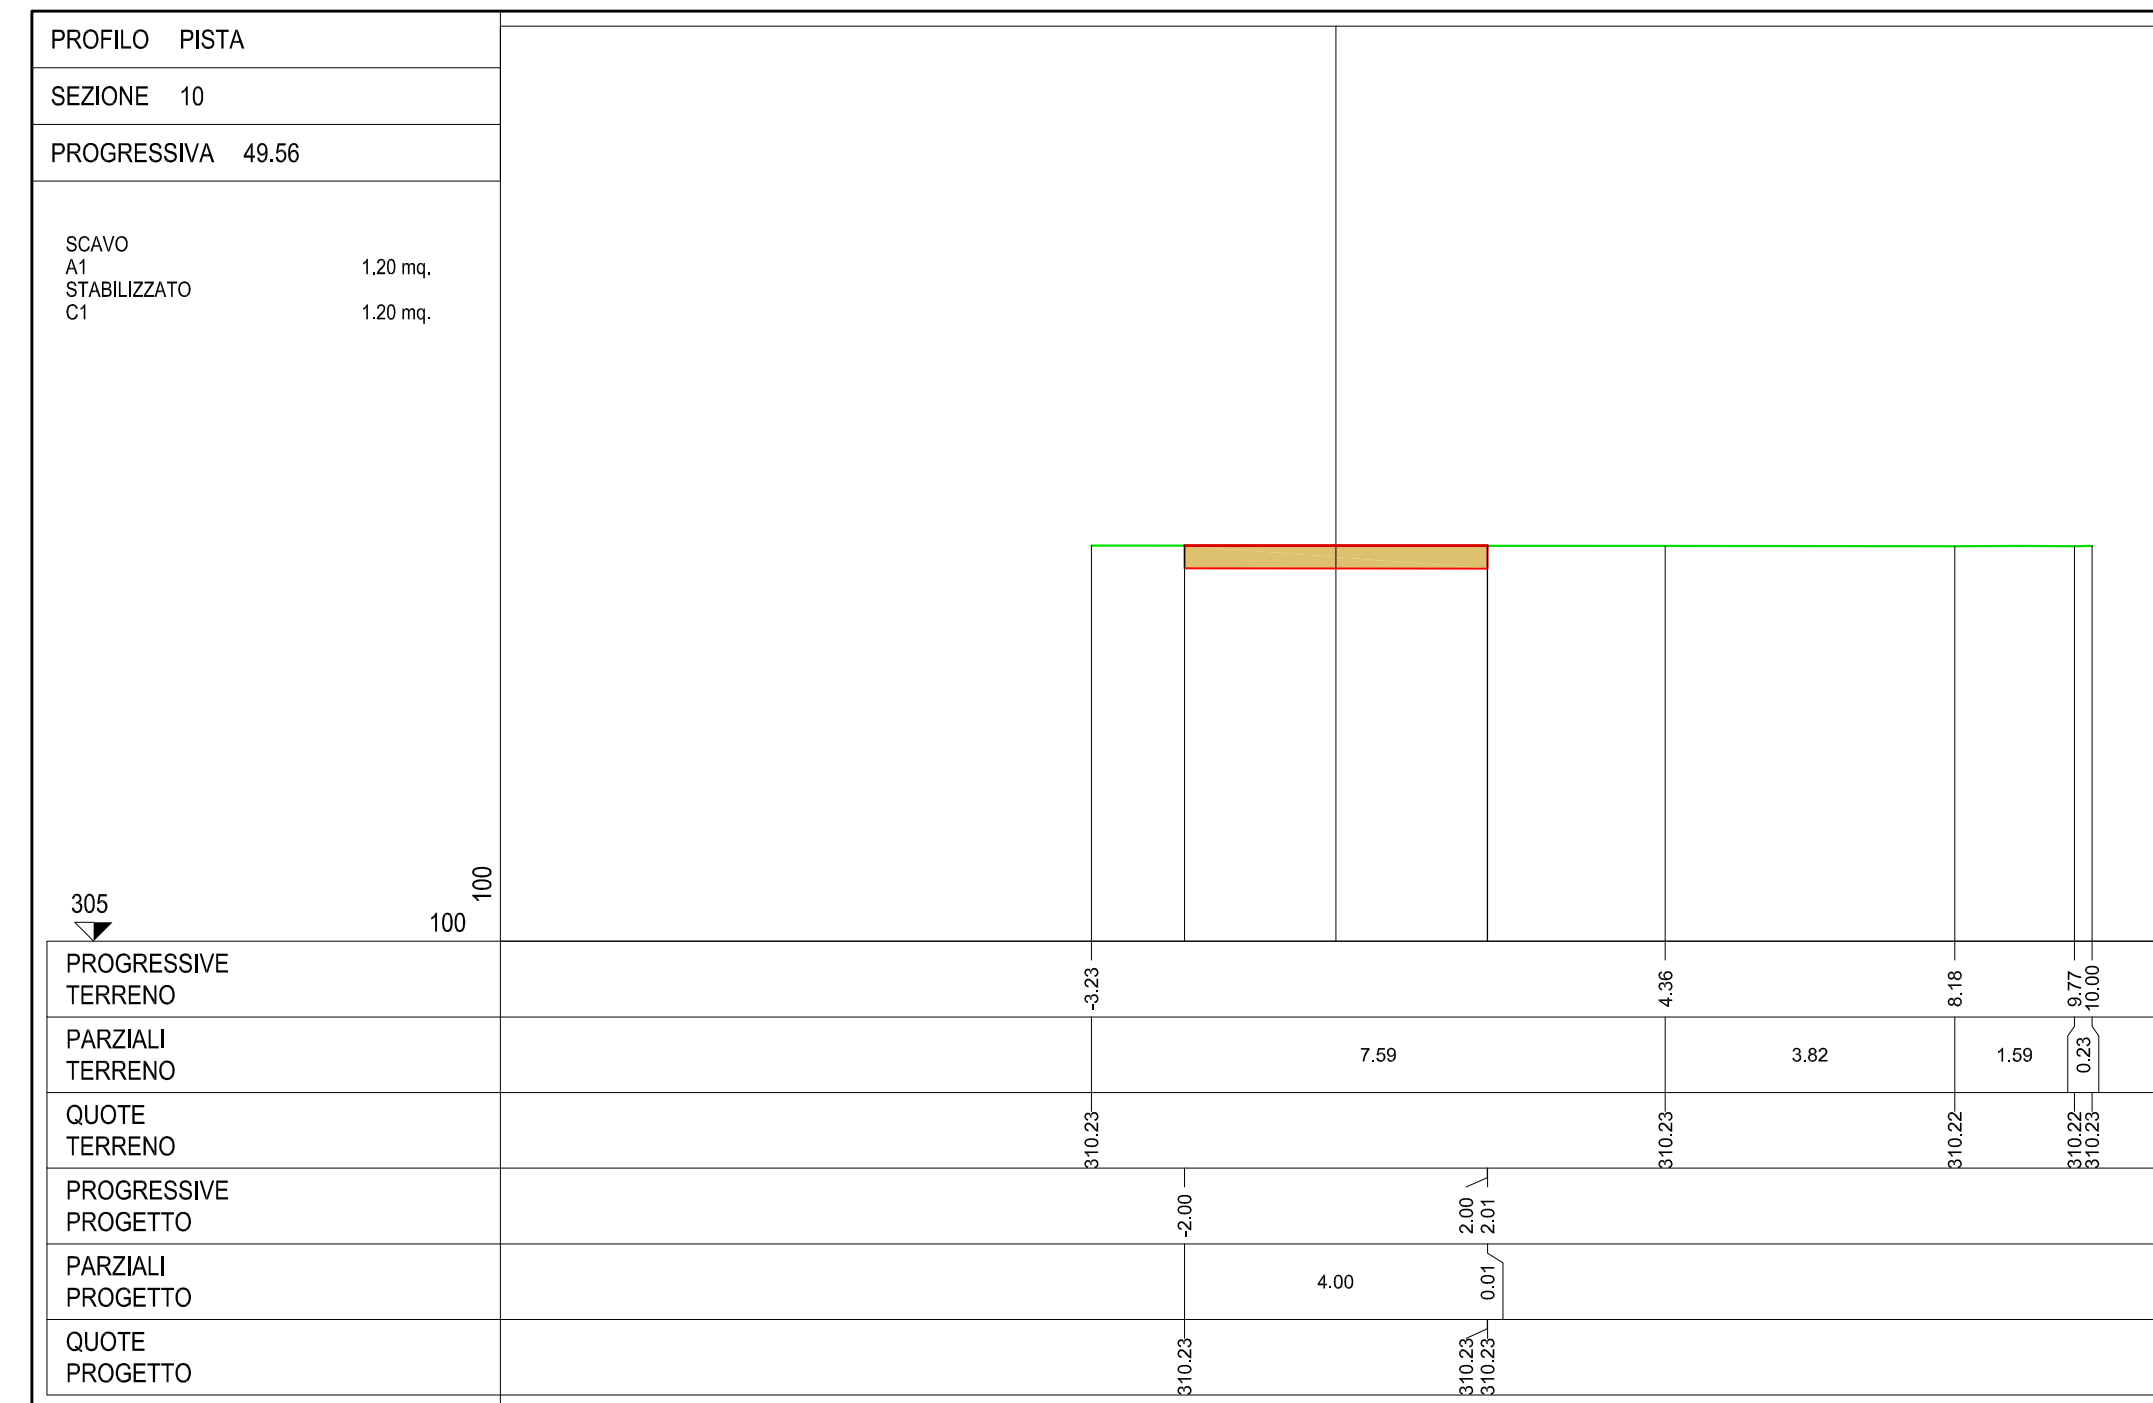 PROFILO PISTA
SEZIONE 10
PROGRESSIVA 49.56
SCAVO
A1 1.20 mq.
STABILIZZATO
C1 1.20 mq.
100
305
100
PROGRESSIVE
TERRENO
-3.23 4.36 8.18 9.77 10.00
PARZIALI
TERRENO
7.59 3.82 1.59 0.23
QUOTE
TERRENO
310.23 310.23 310.22 310.22 310.23
PROGRESSIVE
PROGETTO
-2.00 2.00 2.01
PARZIALI
PROGETTO
4.00 0.01
QUOTE
PROGETTO
310.23 310.23 310.23